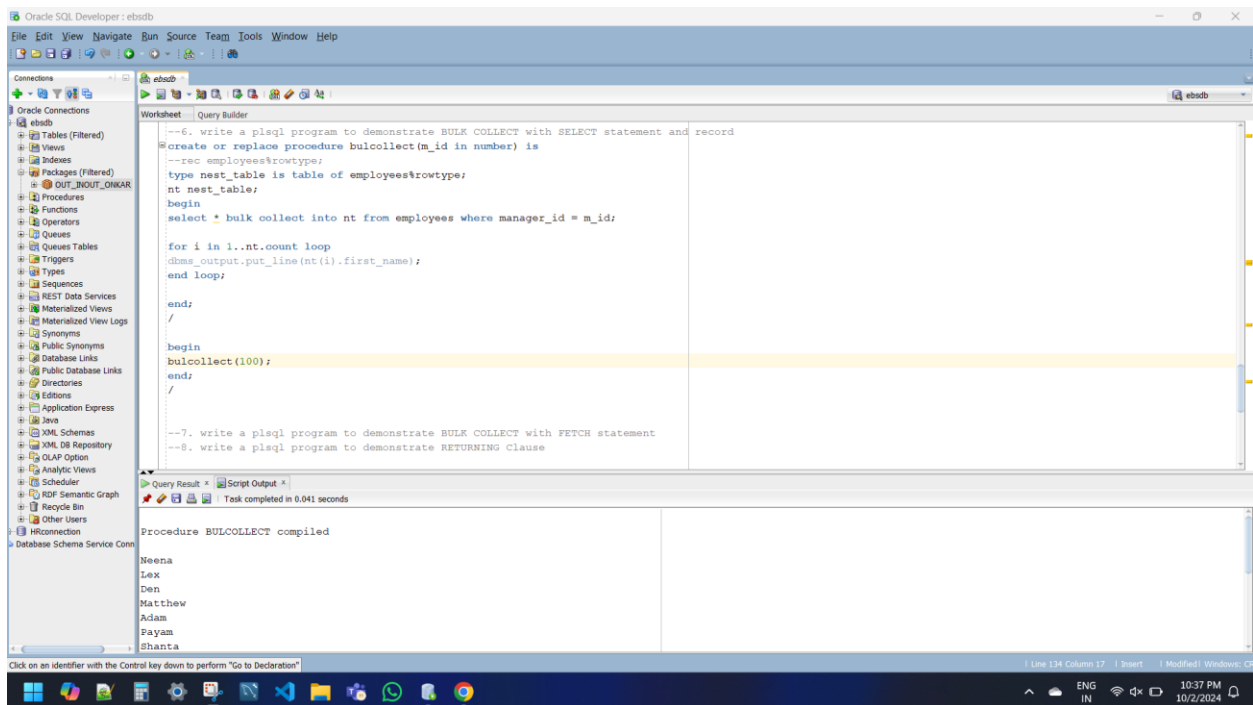 Oracle SQL Developer : ebsdb
File Edit View Navigate Run Source Team Tools Window Help
Connections
ebsdb
ebsdb
Oracle Connections
ebsdb
Tables (Filtered)
Views
Indexes
Packages (Filtered)
OUT_INOUT_ONKAR
Procedures
Functions
Operators
Queues
Queues Tables
Triggers
Types
Sequences
REST Data Services
Materialized Views
Materialized View Logs
Synonyms
Public Synonyms
Database Links
Public Database Links
Directories
Editions
Application Express
Java
XML Schemas
XML DB Repository
OLAP Option
Analytic Views
Scheduler
RDF Semantic Graph
Recycle Bin
Other Users
HRconnection
Database Schema Service Conn
Worksheet Query Builder
--6. write a plsql program to demonstrate BULK COLLECT with SELECT statement and record
create or replace procedure bulcollect(m_id in number) is
--rec employees%rowtype;
type nest_table is table of employees%rowtype;
nt nest_table;
begin
select * bulk collect into nt from employees where manager_id = m_id;
for i in 1..nt.count loop
dbms_output.put_line(nt(i).first_name);
end loop;
end;
/
begin
bulcollect(100);
end;
/
--7. write a plsql program to demonstrate BULK COLLECT with FETCH statement
--8. write a plsql program to demonstrate RETURNING Clause
Query Result × Script Output ×
Task completed in 0.041 seconds
Procedure BULCOLLECT compiled
Neena
Lex
Den
Matthew
Adam
Payam
Shanta
Click on an identifier with the Control key down to perform "Go to Declaration"
Line 134 Column 17 Insert Modified Windows: CR
ENG
IN
10:37 PM
10/2/2024